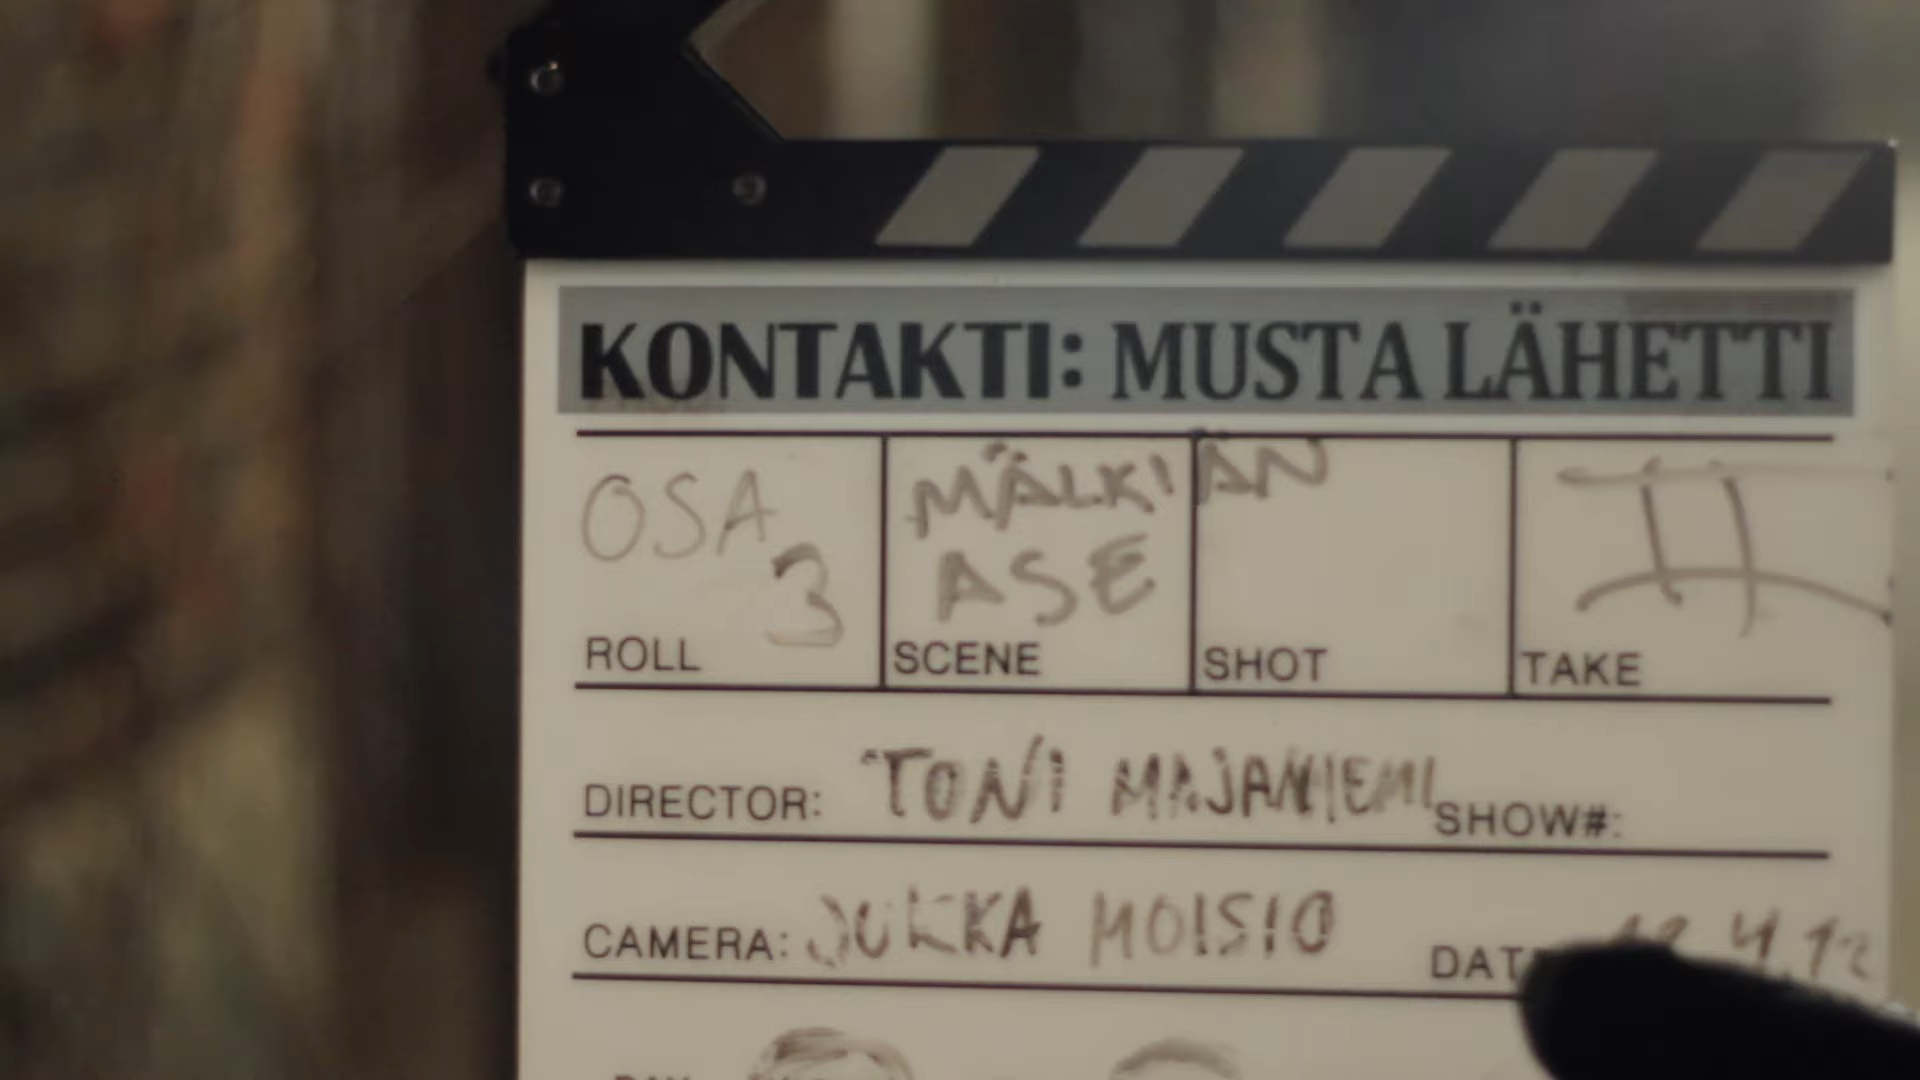 KONTAKTI: MUSTA LÄHETTI
OSA 3
ROLL
MÄLKIÄN
ASE
SCENE
SHOT
II
TAKE
DIRECTOR: TONI MAJANIEMI SHOW#:
CAMERA: JUKKA MOISIO